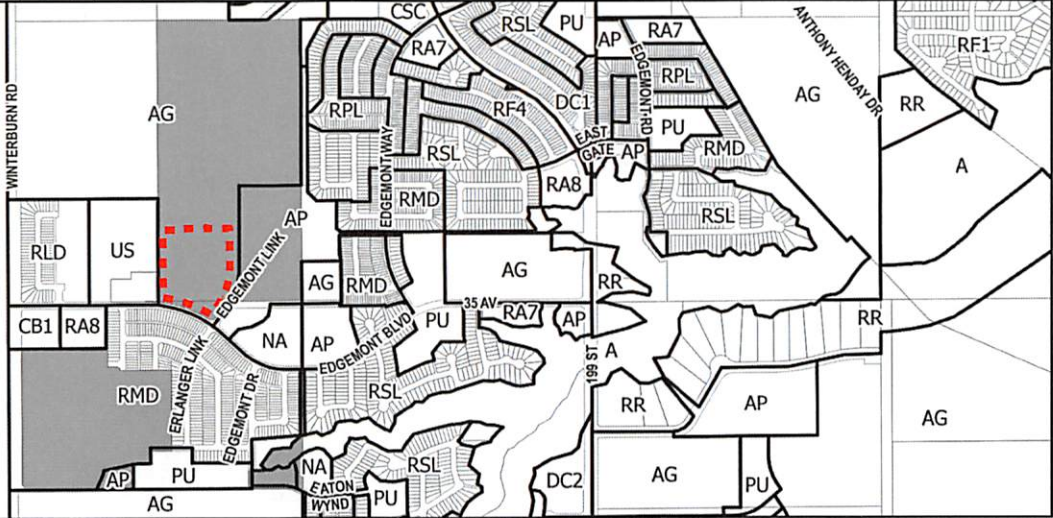 CSC
RSL
PU
AP
RA7
RA7
EDGEMONT RD
ANTHONY HENDAY DR
RF1
WINTERBURN RD
AG
RPL
EDGEMONT WAY
RF4
DC1
RPL
AG
RR
PU
EAST GATE
AP
RMD
RSL
A
RA8
RMD
RSL
AP
EDGEMONT LINK
RLD
US
AG
RMD
AG
RR
35 AV
RA7
AP
PU
CB1
RA8
NA
AP
EDGEMONT BLVD
RR
199 ST
A
RMD
ERLANGER LINK
EDGEMONT DR
RSL
RR
AP
AG
AP
PU
NA
RSL
AG
PU
EATON
WYND
PU
DC2
AG